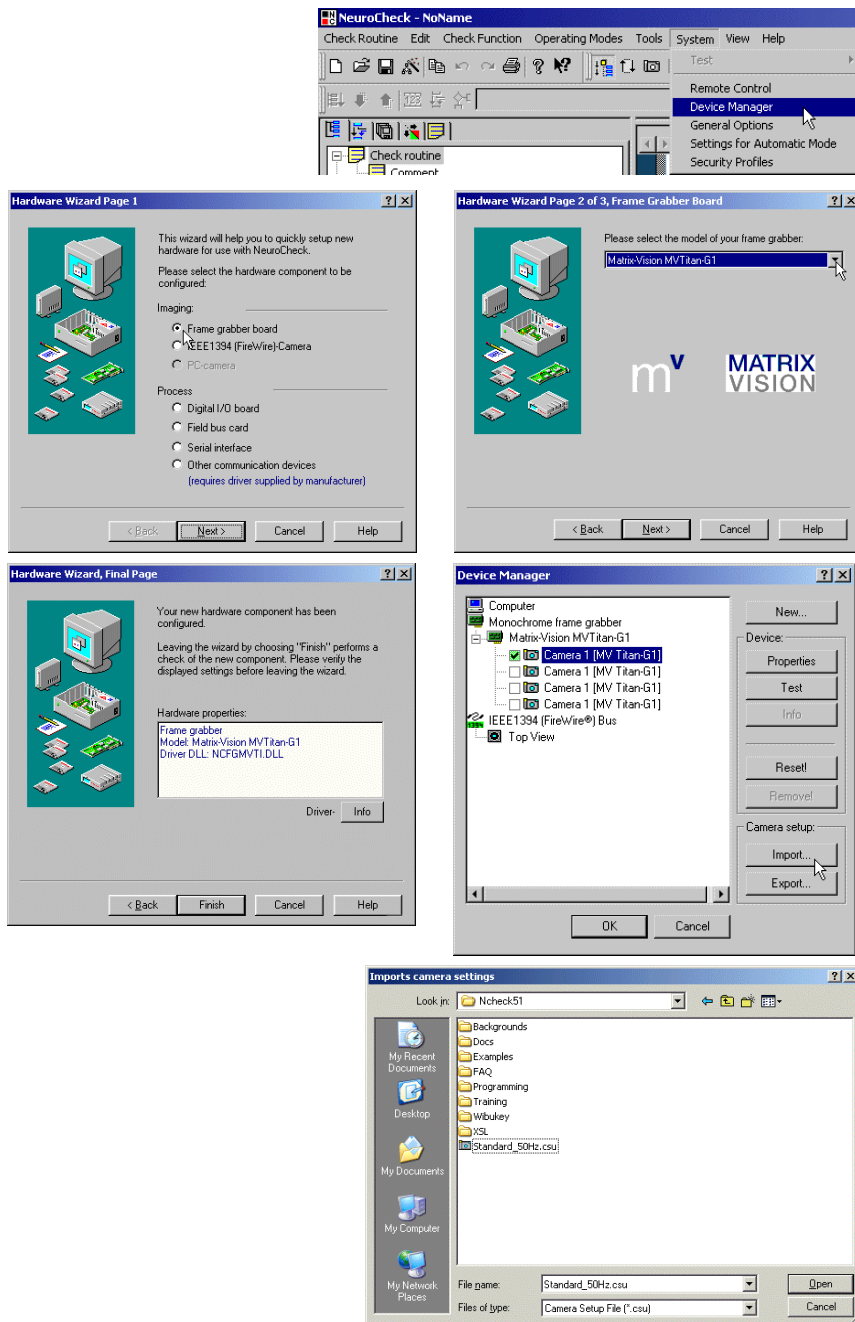 NeuroCheck - NoName
Check Routine Edit Check Function Operating Modes Tools System View Help
Test
Remote Control
Device Manager
General Options
Settings for Automatic Mode
Security Profiles
123
Check routine
Comment
Hardware Wizard Page 1
This wizard will help you to quickly setup new
hardware for use with NeuroCheck.
Please select the hardware component to be
configured:
Imaging:
Frame grabber board
IEEE1394 (FireWire)-Camera
PC-camera
Process
Digital I/O board
Field bus card
Serial interface
Other communication devices
(requires driver supplied by manufacturer)
< Back Next > Cancel Help
Hardware Wizard Page 2 of 3, Frame Grabber Board
Please select the model of your frame grabber:
Matrix-Vision MVTitan-G1
mv
MATRIX
VISION
< Back Next > Cancel Help
Hardware Wizard, Final Page
Your new hardware component has been
configured.
Leaving the wizard by choosing "Finish" performs a
check of the new component. Please verify the
displayed settings before leaving the wizard.
Hardware properties:
Frame grabber
Model: Matrix-Vision MVTitan-G1
Driver DLL: NCFGMVTI.DLL
Driver- Info
< Back Finish Cancel Help
Device Manager
Computer
Monochrome frame grabber
Matrix-Vision MVTitan-G1
Camera 1 [MV Titan-G1]
Camera 1 [MV Titan-G1]
Camera 1 [MV Titan-G1]
Camera 1 [MV Titan-G1]
1394 IEEE1394 (FireWire®) Bus
Top View
New...
Device:
Properties
Test
Info
Reset!
Remove!
Camera setup:
Import...
Export...
OK Cancel
Imports camera settings
Look in: Ncheck51
My Recent
Documents
Desktop
My Documents
My Computer
My Network
Places
Backgrounds
Docs
Examples
FAQ
Programming
Training
Wibukey
XSL
Standard_50Hz.csu
File name: Standard_50Hz.csu Open
Files of type: Camera Setup File (*.csu) Cancel